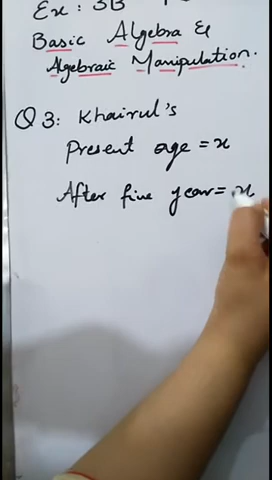 Ex: 3B
Basic Algebra &
Algebraic Manipulation.
Q 3: Khairul's
Present age = x
After five year = x